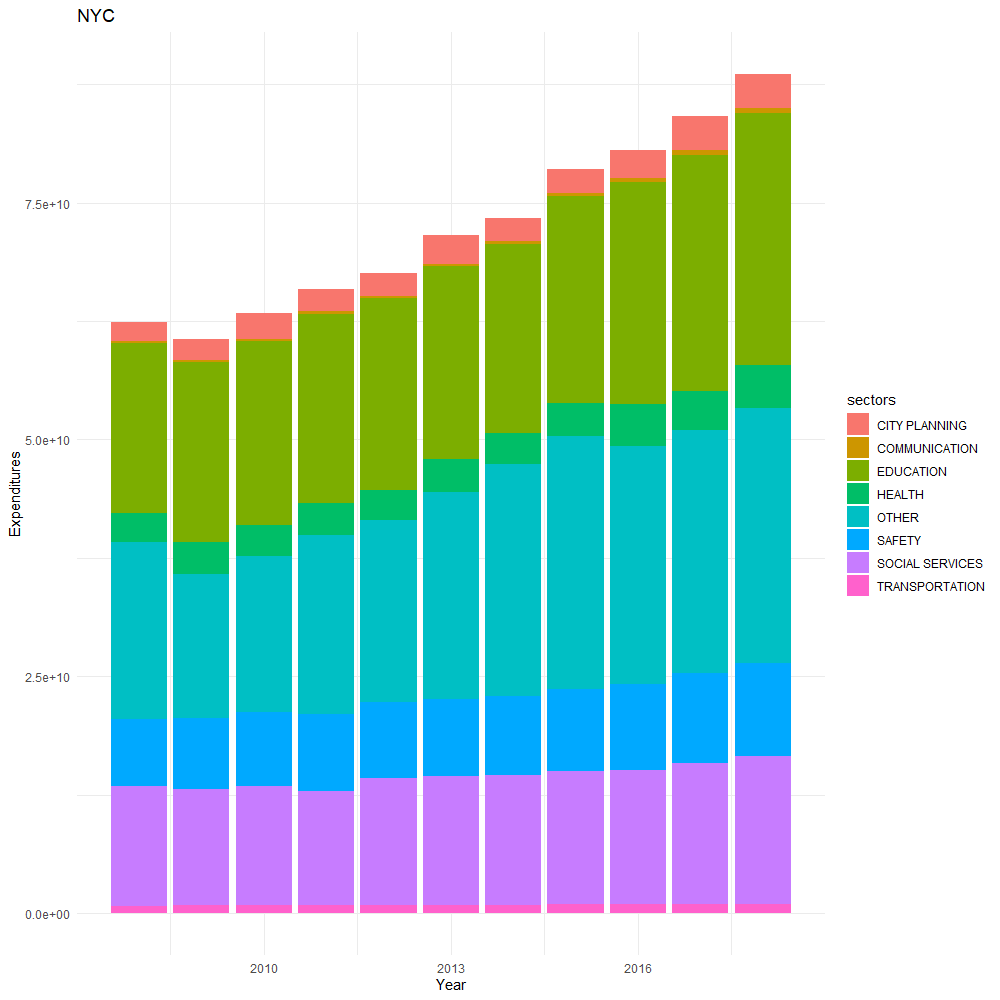 NYC
7.5e+10
5.0e+10
2.5e+10
0.0e+00
Expenditures
2010
2013
2016
Year
sectors
CITY PLANNING
COMMUNICATION
EDUCATION
HEALTH
OTHER
SAFETY
SOCIAL SERVICES
TRANSPORTATION